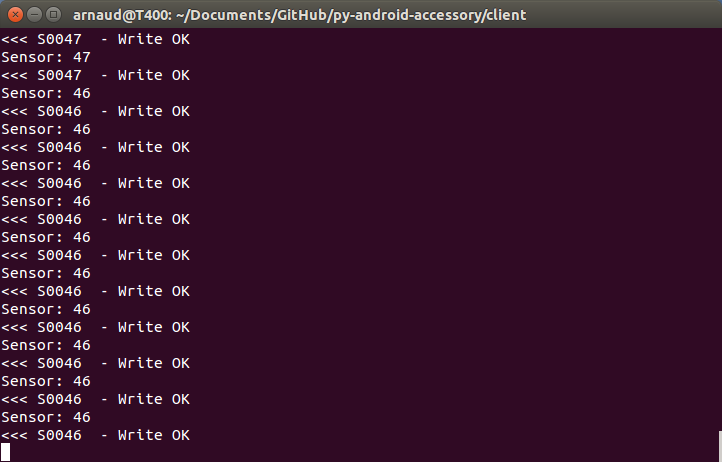 arnaud@T400: ~/Documents/GitHub/py-android-accessory/client
<<< S0047  - Write OK
Sensor: 47
<<< S0047  - Write OK
Sensor: 46
<<< S0046  - Write OK
Sensor: 46
<<< S0046  - Write OK
Sensor: 46
<<< S0046  - Write OK
Sensor: 46
<<< S0046  - Write OK
Sensor: 46
<<< S0046  - Write OK
Sensor: 46
<<< S0046  - Write OK
Sensor: 46
<<< S0046  - Write OK
Sensor: 46
<<< S0046  - Write OK
Sensor: 46
<<< S0046  - Write OK
Sensor: 46
<<< S0046  - Write OK